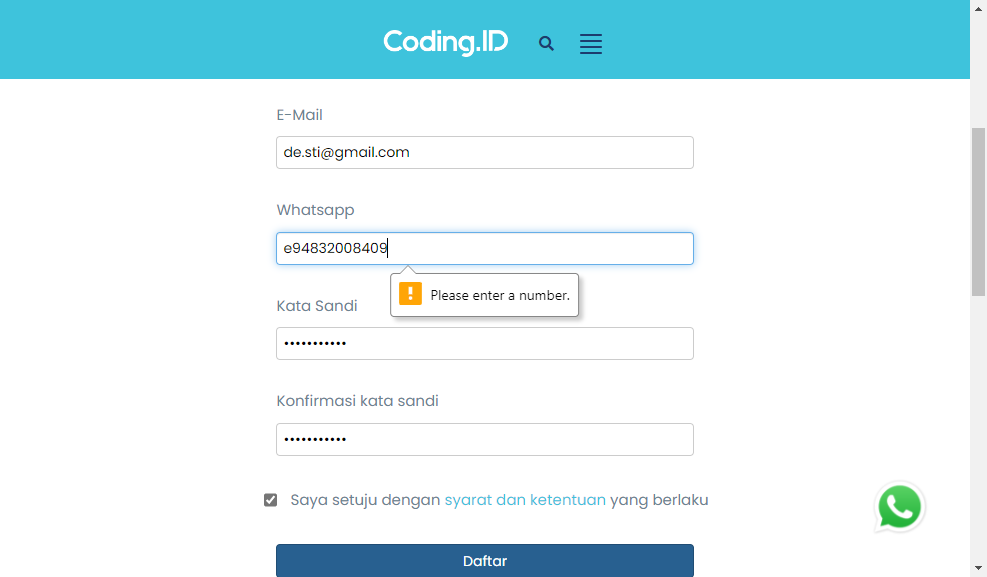 Coding.ID
E-Mail
de.sti@gmail.com
Whatsapp
e94832008409
Please enter a number.
Kata Sandi
•••••••••••
Konfirmasi kata sandi
•••••••••••
Saya setuju dengan syarat dan ketentuan yang berlaku
Daftar